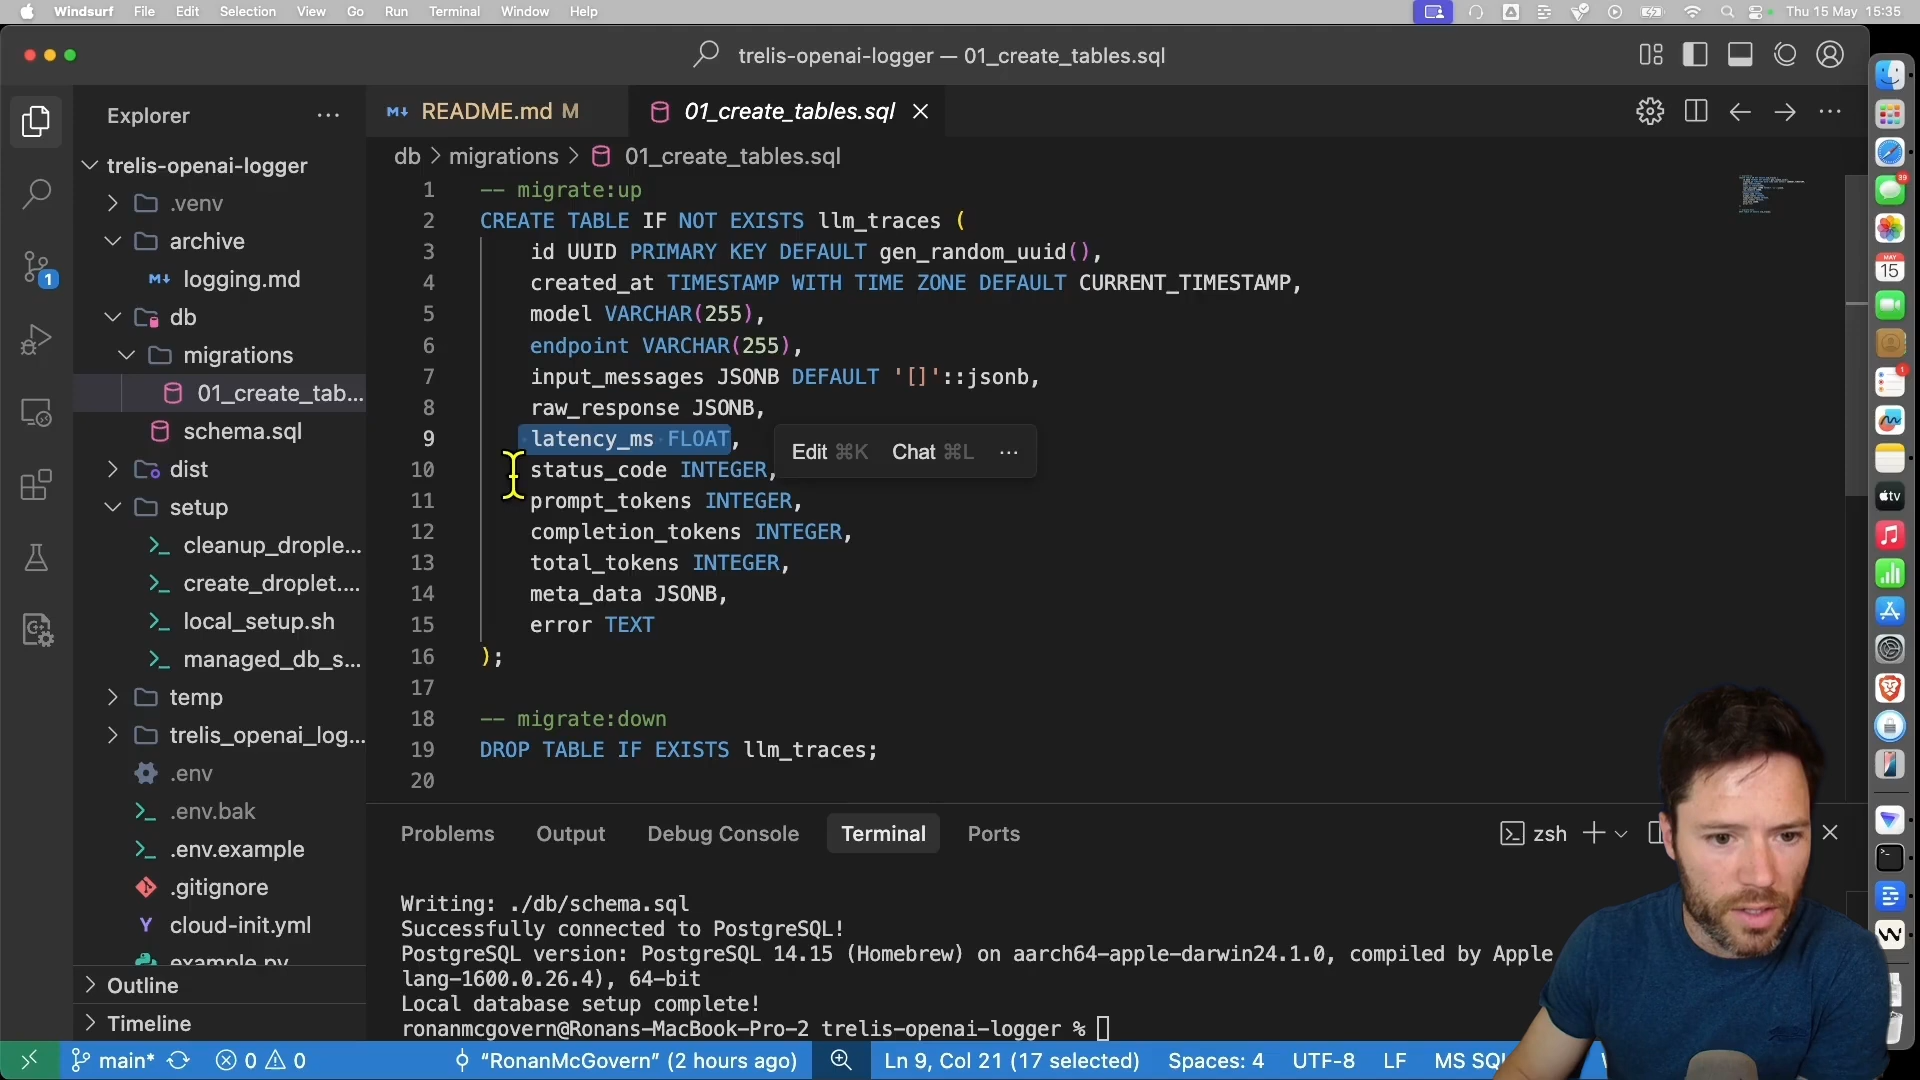 Windsurf File Edit Selection View Go Run Terminal Window Help
Thu 15 May 15:35
trelis-openai-logger — 01_create_tables.sql
Explorer
README.md M
01_create_tables.sql
db > migrations > 01_create_tables.sql
trelis-openai-logger
.venv
archive
logging.md
db
migrations
01_create_tab...
schema.sql
dist
setup
cleanup_drople...
create_droplet....
local_setup.sh
managed_db_s...
temp
trelis_openai_log...
.env
.env.bak
.env.example
.gitignore
cloud-init.yml
example.py
Outline
Timeline
1 -- migrate:up
2 CREATE TABLE IF NOT EXISTS llm_traces (
3 id UUID PRIMARY KEY DEFAULT gen_random_uuid(),
4 created_at TIMESTAMP WITH TIME ZONE DEFAULT CURRENT_TIMESTAMP,
5 model VARCHAR(255),
6 endpoint VARCHAR(255),
7 input_messages JSONB DEFAULT '[]'::jsonb,
8 raw_response JSONB,
9 latency_ms FLOAT,
Edit ⌘K Chat ⌘L ...
10 status_code INTEGER,
11 prompt_tokens INTEGER,
12 completion_tokens INTEGER,
13 total_tokens INTEGER,
14 meta_data JSONB,
15 error TEXT
16 );
17
18 -- migrate:down
19 DROP TABLE IF EXISTS llm_traces;
20
Problems Output Debug Console Terminal Ports
zsh
Writing: ./db/schema.sql
Successfully connected to PostgreSQL!
PostgreSQL version: PostgreSQL 14.15 (Homebrew) on aarch64-apple-darwin24.1.0, compiled by Apple
lang-1600.0.26.4), 64-bit
Local database setup complete!
ronanmcgovern@Ronans-MacBook-Pro-2 trelis-openai-logger %
main* 0 0 "RonanMcGovern" (2 hours ago) Ln 9, Col 21 (17 selected) Spaces: 4 UTF-8 LF MS SQL
1
39
MAY
15
1
tv